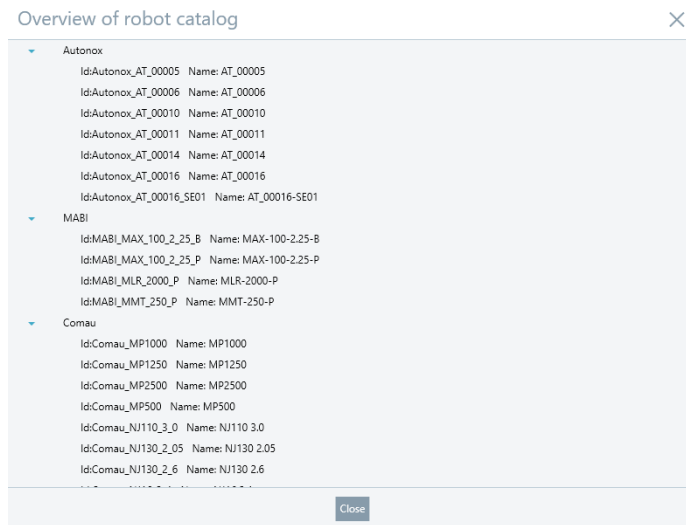 Overview of robot catalog
Autonox
Id:Autonox_AT_00005 Name: AT_00005
Id:Autonox_AT_00006 Name: AT_00006
Id:Autonox_AT_00010 Name: AT_00010
Id:Autonox_AT_00011 Name: AT_00011
Id:Autonox_AT_00014 Name: AT_00014
Id:Autonox_AT_00016 Name: AT_00016
Id:Autonox_AT_00016_SE01 Name: AT_00016-SE01
MABI
Id:MABI_MAX_100_2_25_B Name: MAX-100-2.25-B
Id:MABI_MAX_100_2_25_P Name: MAX-100-2.25-P
Id:MABI_MLR_2000_P Name: MLR-2000-P
Id:MABI_MMT_250_P Name: MMT-250-P
Comau
Id:Comau_MP1000 Name: MP1000
Id:Comau_MP1250 Name: MP1250
Id:Comau_MP2500 Name: MP2500
Id:Comau_MP500 Name: MP500
Id:Comau_NJ110_3_0 Name: NJ110 3.0
Id:Comau_NJ130_2_05 Name: NJ130 2.05
Id:Comau_NJ130_2_6 Name: NJ130 2.6
Close